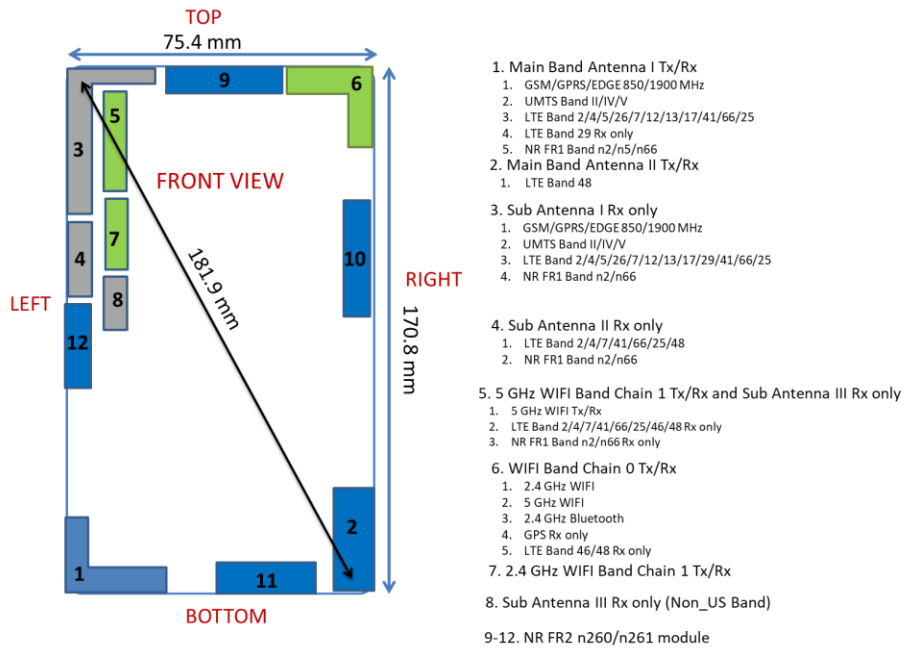 TOP
75.4 mm
9
6
5
3
FRONT VIEW
7
4
10
181.9 mm
8
RIGHT
LEFT
12
170.8 mm
2
1
11
BOTTOM
1. Main Band Antenna I Tx/Rx
1. GSM/GPRS/EDGE 850/1900 MHz
2. UMTS Band II/IV/V
3. LTE Band 2/4/5/26/7/12/13/17/41/66/25
4. LTE Band 29 Rx only
5. NR FR1 Band n2/n5/n66
2. Main Band Antenna II Tx/Rx
1. LTE Band 48
3. Sub Antenna I Rx only
1. GSM/GPRS/EDGE 850/1900 MHz
2. UMTS Band II/IV/V
3. LTE Band 2/4/5/26/7/12/13/17/29/41/66/25
4. NR FR1 Band n2/n66
4. Sub Antenna II Rx only
1. LTE Band 2/4/7/41/66/25/48
2. NR FR1 Band n2/n66
5. 5 GHz WIFI Band Chain 1 Tx/Rx and Sub Antenna III Rx only
1. 5 GHz WIFI Tx/Rx
2. LTE Band 2/4/7/41/66/25/46/48 Rx only
3. NR FR1 Band n2/n66 Rx only
6. WIFI Band Chain 0 Tx/Rx
1. 2.4 GHz WIFI
2. 5 GHz WIFI
3. 2.4 GHz Bluetooth
4. GPS Rx only
5. LTE Band 46/48 Rx only
7. 2.4 GHz WIFI Band Chain 1 Tx/Rx
8. Sub Antenna III Rx only (Non_US Band)
9-12. NR FR2 n260/n261 module